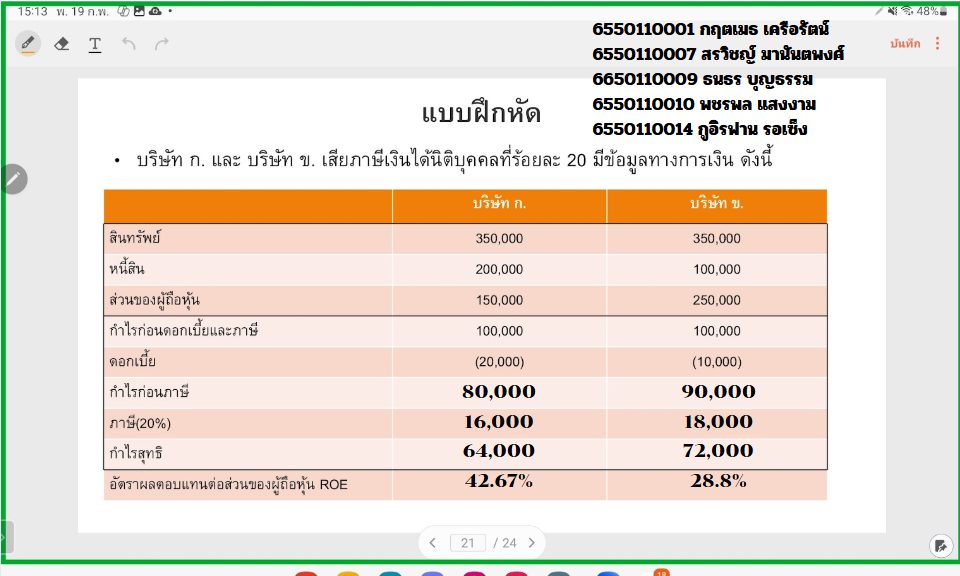 15:13 พ. 19 ก.พ.
48%
บันทึก
6550110001 กฤตเมธ เครือรัตน์
6550110007 สรวิชญ์ มานันตพงศ์
6650110009 ธนธร บุญธรรม
6550110010 พชรพล แสงงาม
6550110014 ภูอิรฟาน รอเซ็ง
แบบฝึกหัด
• บริษัท ก. และ บริษัท ข. เสียภาษีเงินได้นิติบุคคลที่ร้อยละ 20 มีข้อมูลทางการเงิน ดังนี้
บริษัท ก. บริษัท ข.
สินทรัพย์ 350,000 350,000
หนี้สิน 200,000 100,000
ส่วนของผู้ถือหุ้น 150,000 250,000
กำไรก่อนดอกเบี้ยและภาษี 100,000 100,000
ดอกเบี้ย (20,000) (10,000)
กำไรก่อนภาษี 80,000 90,000
ภาษี(20%) 16,000 18,000
กำไรสุทธิ 64,000 72,000
อัตราผลตอบแทนต่อส่วนของผู้ถือหุ้น ROE 42.67% 28.8%
21 / 24
18